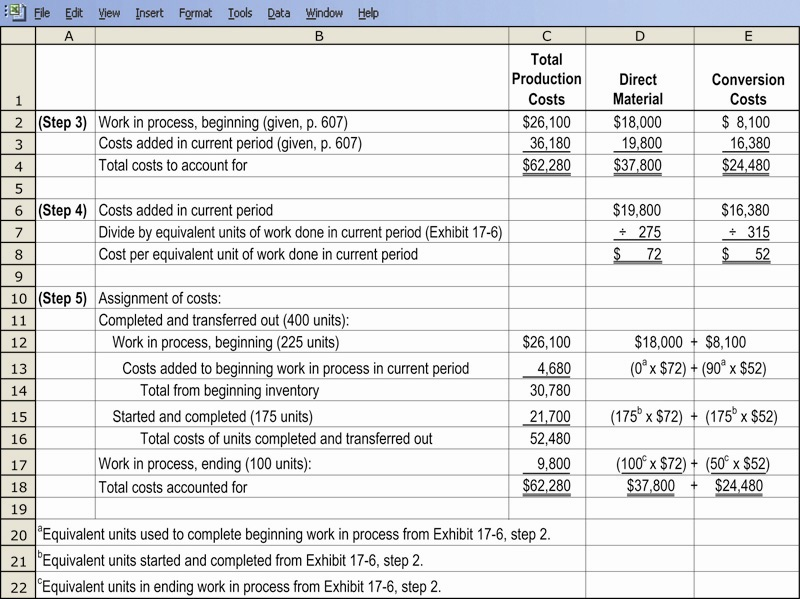 File Edit View Insert Format Tools Data Window Help
A B C D E
Total
Production Direct Conversion
1 Costs Material Costs
2 (Step 3) Work in process, beginning (given, p. 607) $26,100 $18,000 $ 8,100
3 Costs added in current period (given, p. 607) 36,180 19,800 16,380
4 Total costs to account for $62,280 $37,800 $24,480
5
6 (Step 4) Costs added in current period $19,800 $16,380
7 Divide by equivalent units of work done in current period (Exhibit 17-6) ÷ 275 ÷ 315
8 Cost per equivalent unit of work done in current period $ 72 $ 52
9
10 (Step 5) Assignment of costs:
11 Completed and transferred out (400 units):
12 Work in process, beginning (225 units) $26,100 $18,000 + $8,100
13 Costs added to beginning work in process in current period 4,680 (0ª x $72) + (90ª x $52)
14 Total from beginning inventory 30,780
15 Started and completed (175 units) 21,700 (175ᵇ x $72) + (175ᵇ x $52)
16 Total costs of units completed and transferred out 52,480
17 Work in process, ending (100 units): 9,800 (100ᶜ x $72) + (50ᶜ x $52)
18 Total costs accounted for $62,280 $37,800 + $24,480
19
20 ªEquivalent units used to complete beginning work in process from Exhibit 17-6, step 2.
21 ᵇEquivalent units started and completed from Exhibit 17-6, step 2.
22 ᶜEquivalent units in ending work in process from Exhibit 17-6, step 2.